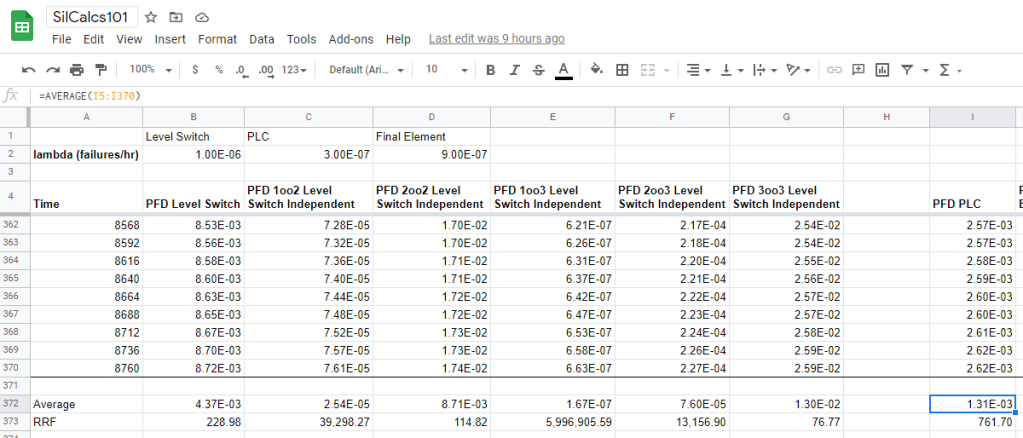 SilCalcs101
File Edit View Insert Format Data Tools Add-ons Help Last edit was 9 hours ago
100% $ % .0 .00 123 Default (Ari... 10 B I S A
fx =AVERAGE(I5:I370)
A B C D E F G H I
1 Level Switch PLC Final Element
2 lambda (failures/hr) 1.00E-06 3.00E-07 9.00E-07
3
PFD 1oo2 Level PFD 2oo2 Level PFD 1oo3 Level PFD 2oo3 Level PFD 3oo3 Level
4 Time PFD Level Switch Switch Independent Switch Independent Switch Independent Switch Independent Switch Independent PFD PLC
362 8568 8.53E-03 7.28E-05 1.70E-02 6.21E-07 2.17E-04 2.54E-02 2.57E-03
363 8592 8.56E-03 7.32E-05 1.70E-02 6.26E-07 2.18E-04 2.54E-02 2.57E-03
364 8616 8.58E-03 7.36E-05 1.71E-02 6.31E-07 2.20E-04 2.55E-02 2.58E-03
365 8640 8.60E-03 7.40E-05 1.71E-02 6.37E-07 2.21E-04 2.56E-02 2.59E-03
366 8664 8.63E-03 7.44E-05 1.72E-02 6.42E-07 2.22E-04 2.57E-02 2.60E-03
367 8688 8.65E-03 7.48E-05 1.72E-02 6.47E-07 2.23E-04 2.57E-02 2.60E-03
368 8712 8.67E-03 7.52E-05 1.73E-02 6.53E-07 2.24E-04 2.58E-02 2.61E-03
369 8736 8.70E-03 7.57E-05 1.73E-02 6.58E-07 2.26E-04 2.59E-02 2.62E-03
370 8760 8.72E-03 7.61E-05 1.74E-02 6.63E-07 2.27E-04 2.59E-02 2.62E-03
371
372 Average 4.37E-03 2.54E-05 8.71E-03 1.67E-07 7.60E-05 1.30E-02 1.31E-03
373 RRF 228.98 39,298.27 114.82 5,996,905.59 13,156.90 76.77 761.70